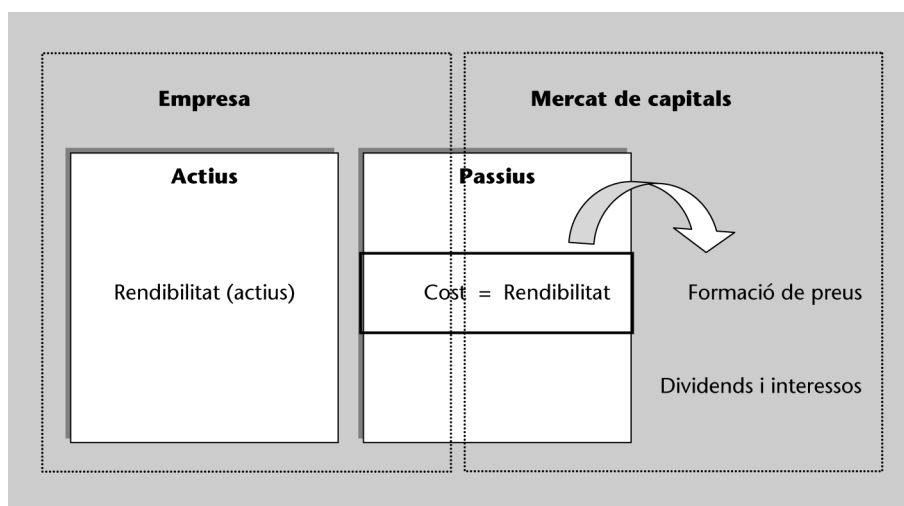 Empresa
Mercat de capitals
Actius
Passius
Rendibilitat (actius)
Cost = Rendibilitat
Formació de preus
Dividends i interessos